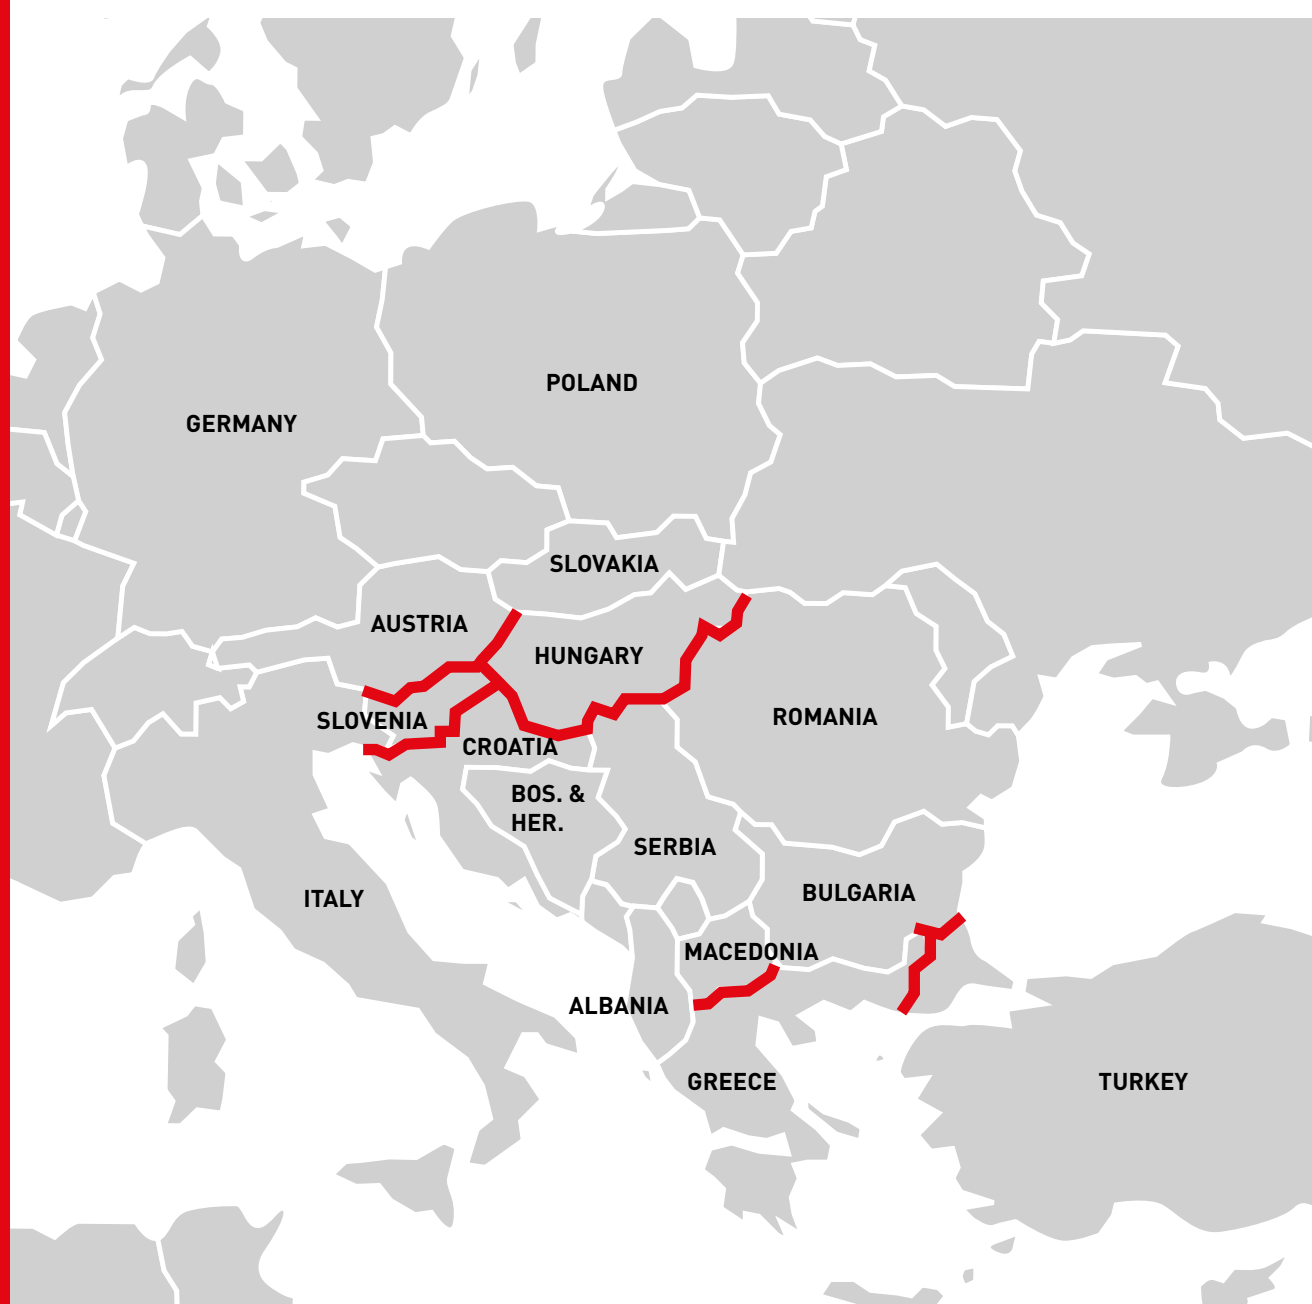 POLAND
GERMANY
SLOVAKIA
AUSTRIA
HUNGARY
SLOVENIA
ROMANIA
CROATIA
BOS. &
HER.
SERBIA
ITALY
BULGARIA
MACEDONIA
ALBANIA
GREECE
TURKEY